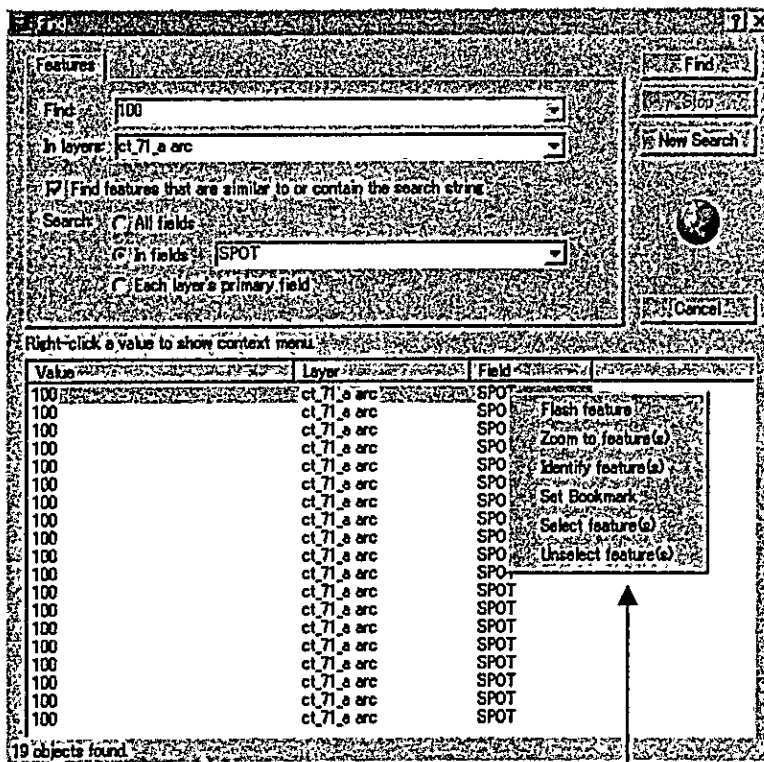 Find
Features
Find:
100
In layers:
ct_71_a arc
Find features that are similar to or contain the search string
Search:
All fields
In fields
SPOT
Each layer's primary field
Find
Stop
New Search
Cancel
Right-click a value to show context menu.
Value Layer Field
100 ct_71_a arc SPOT
100 ct_71_a arc SPO
100 ct_71_a arc SPO
100 ct_71_a arc SPO
100 ct_71_a arc SPO
100 ct_71_a arc SPO
100 ct_71_a arc SPO
100 ct_71_a arc SPO
100 ct_71_a arc SPO
100 ct_71_a arc SPO
100 ct_71_a arc SPOT
100 ct_71_a arc SPOT
100 ct_71_a arc SPOT
100 ct_71_a arc SPOT
100 ct_71_a arc SPOT
100 ct_71_a arc SPOT
100 ct_71_a arc SPOT
100 ct_71_a arc SPOT
100 ct_71_a arc SPOT
Flash feature
Zoom to feature(s)
Identify feature(s)
Set Bookmark
Select feature(s)
Unselect feature(s)
19 objects found.